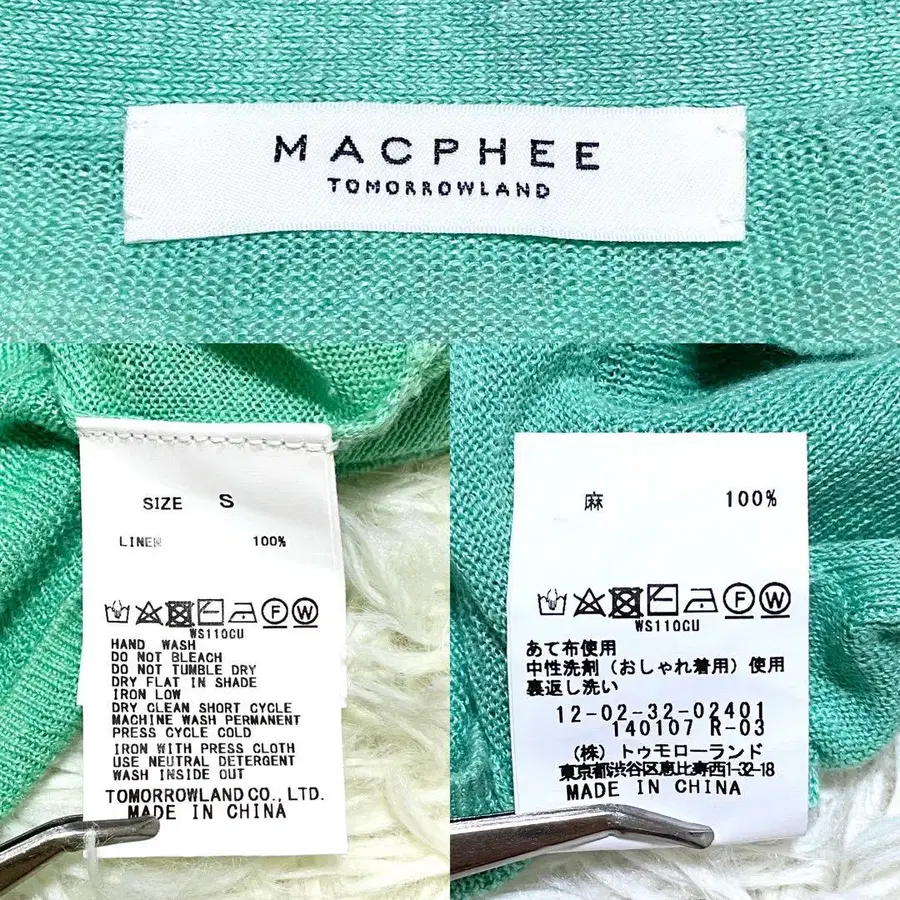 MACPHEE
TOMORROWLAND
SIZE S
LINEN 100%
F W
WS110CU
HAND WASH
DO NOT BLEACH
DO NOT TUMBLE DRY
DRY FLAT IN SHADE
IRON LOW
DRY CLEAN SHORT CYCLE
MACHINE WASH PERMANENT
PRESS CYCLE COLD
IRON WITH PRESS CLOTH
USE NEUTRAL DETERGENT
WASH INSIDE OUT
TOMORROWLAND CO., LTD.
MADE IN CHINA
麻 100%
F W
WS110CU
あて布使用
中性洗剤（おしゃれ着用）使用
裏返し洗い
12-02-32-02401
140107 R-03
（株）トゥモローランド
東京都渋谷区恵比寿西1-32-18
MADE IN CHINA